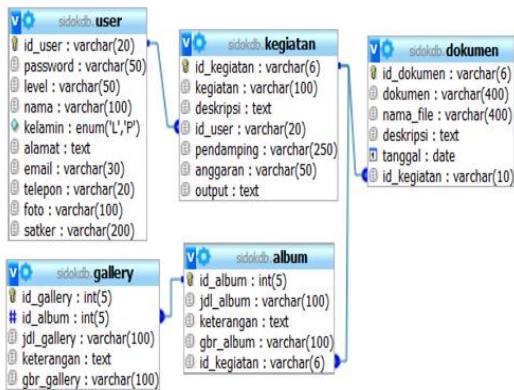 sidokdb.user
id_user : varchar(20)
password : varchar(50)
level : varchar(50)
nama : varchar(100)
kelamin : enum('L','P')
alamat : text
email : varchar(30)
telepon : varchar(20)
foto : varchar(100)
satker : varchar(200)
sidokdb.kegiatan
id_kegiatan : varchar(6)
kegiatan : varchar(100)
deskripsi : text
id_user : varchar(20)
pendamping : varchar(250)
anggaran : varchar(50)
output : text
sidokdb.dokumen
id_dokumen : varchar(6)
dokumen : varchar(400)
nama_file : varchar(400)
deskripsi : text
tanggal : date
id_kegiatan : varchar(10)
sidokdb.gallery
id_gallery : int(5)
id_album : int(5)
jdl_gallery : varchar(100)
keterangan : text
gbr_gallery : varchar(100)
sidokdb.album
id_album : int(5)
jdl_album : varchar(100)
keterangan : text
gbr_album : varchar(100)
id_kegiatan : varchar(6)